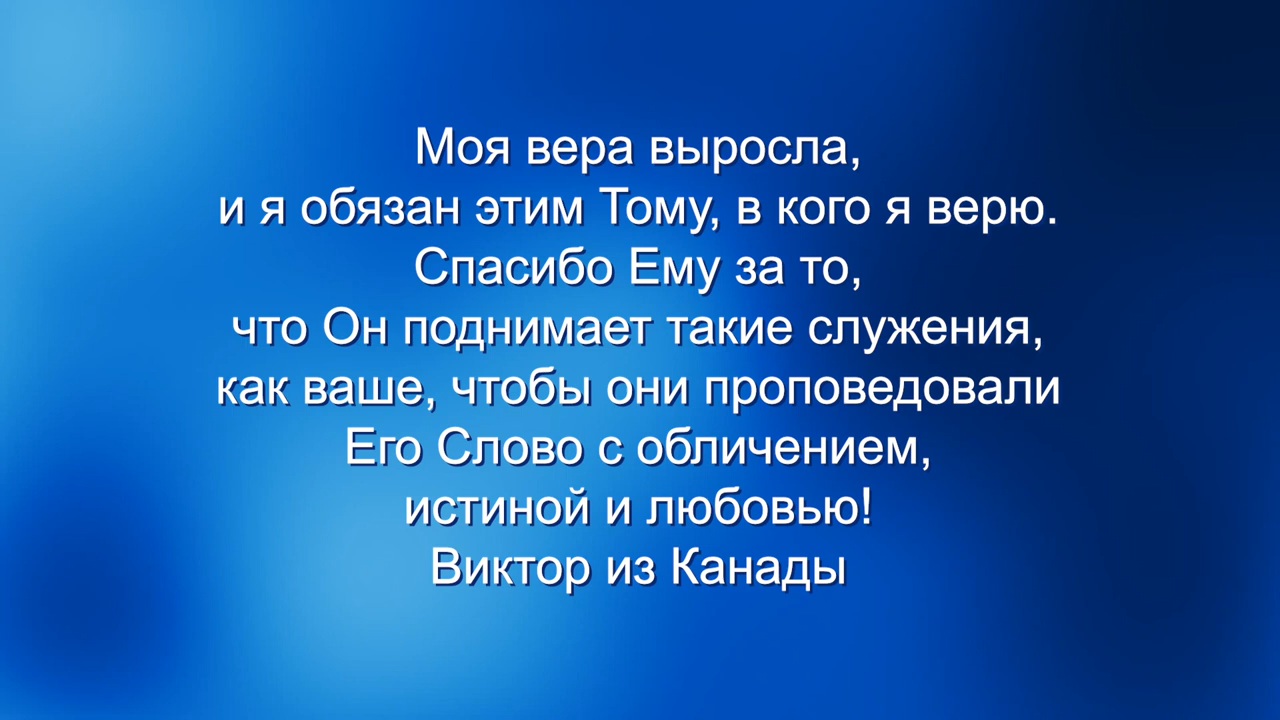 Моя вера выросла,
и я обязан этим Тому, в кого я верю.
Спасибо Ему за то,
что Он поднимает такие служения,
как ваше, чтобы они проповедовали
Его Слово с обличением,
истиной и любовью!
Виктор из Канады